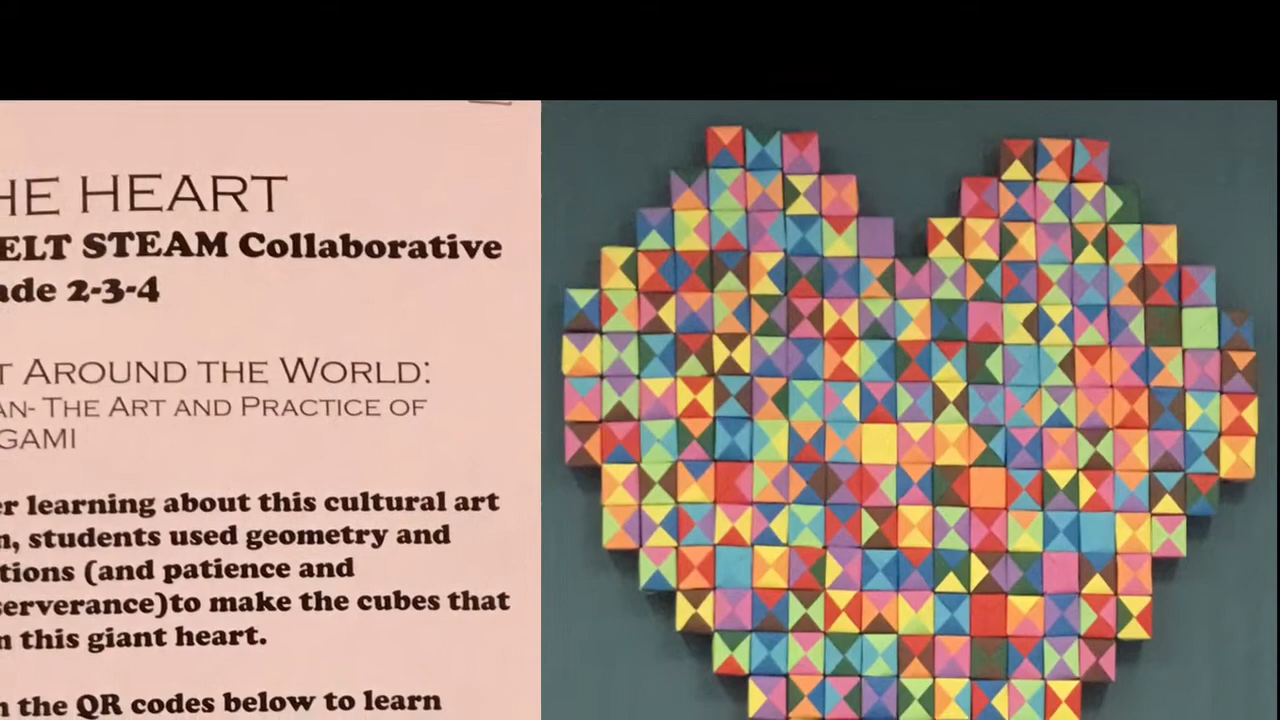 HE HEART
ELT STEAM Collaborative
ade 2-3-4
T AROUND THE WORLD:
AN- THE ART AND PRACTICE OF
GAMI
er learning about this cultural art
n, students used geometry and
tions (and patience and
serverance)to make the cubes that
n this giant heart.
n the QR codes below to learn